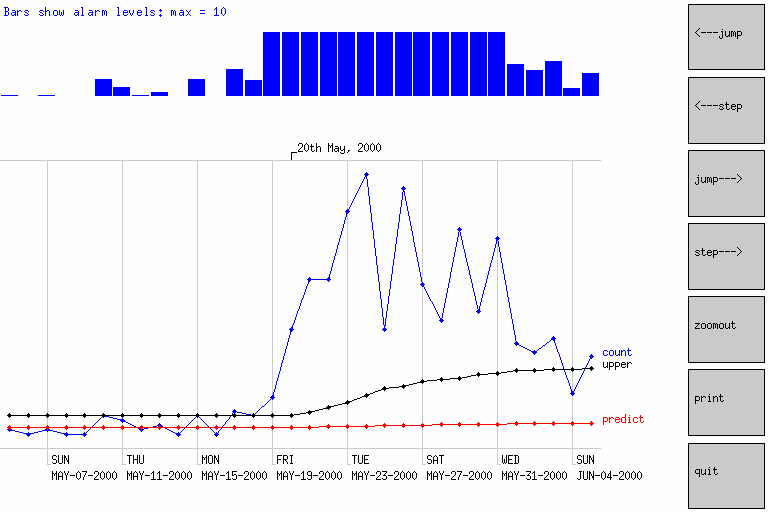 Bars show alarm levels: max = 10
<---jump
<---step
20th May, 2000
jump--->
step--->
zoomout
count
upper
print
predict
SUN THU MON FRI TUE SAT WED SUN
MAY-07-2000 MAY-11-2000 MAY-15-2000 MAY-19-2000 MAY-23-2000 MAY-27-2000 MAY-31-2000 JUN-04-2000
quit